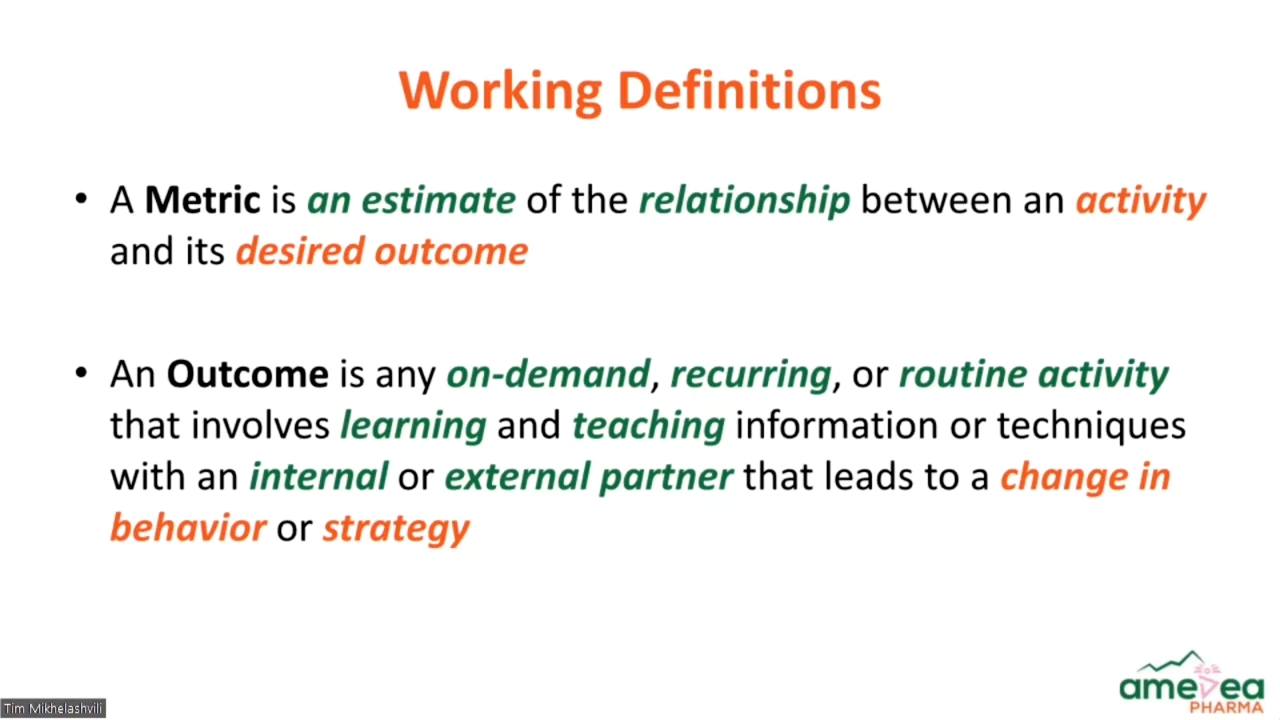 Working Definitions
• A Metric is an estimate of the relationship between an activity
and its desired outcome
• An Outcome is any on-demand, recurring, or routine activity
that involves learning and teaching information or techniques
with an internal or external partner that leads to a change in
behavior or strategy
amevea
PHARMA
Tim Mikhelashvili